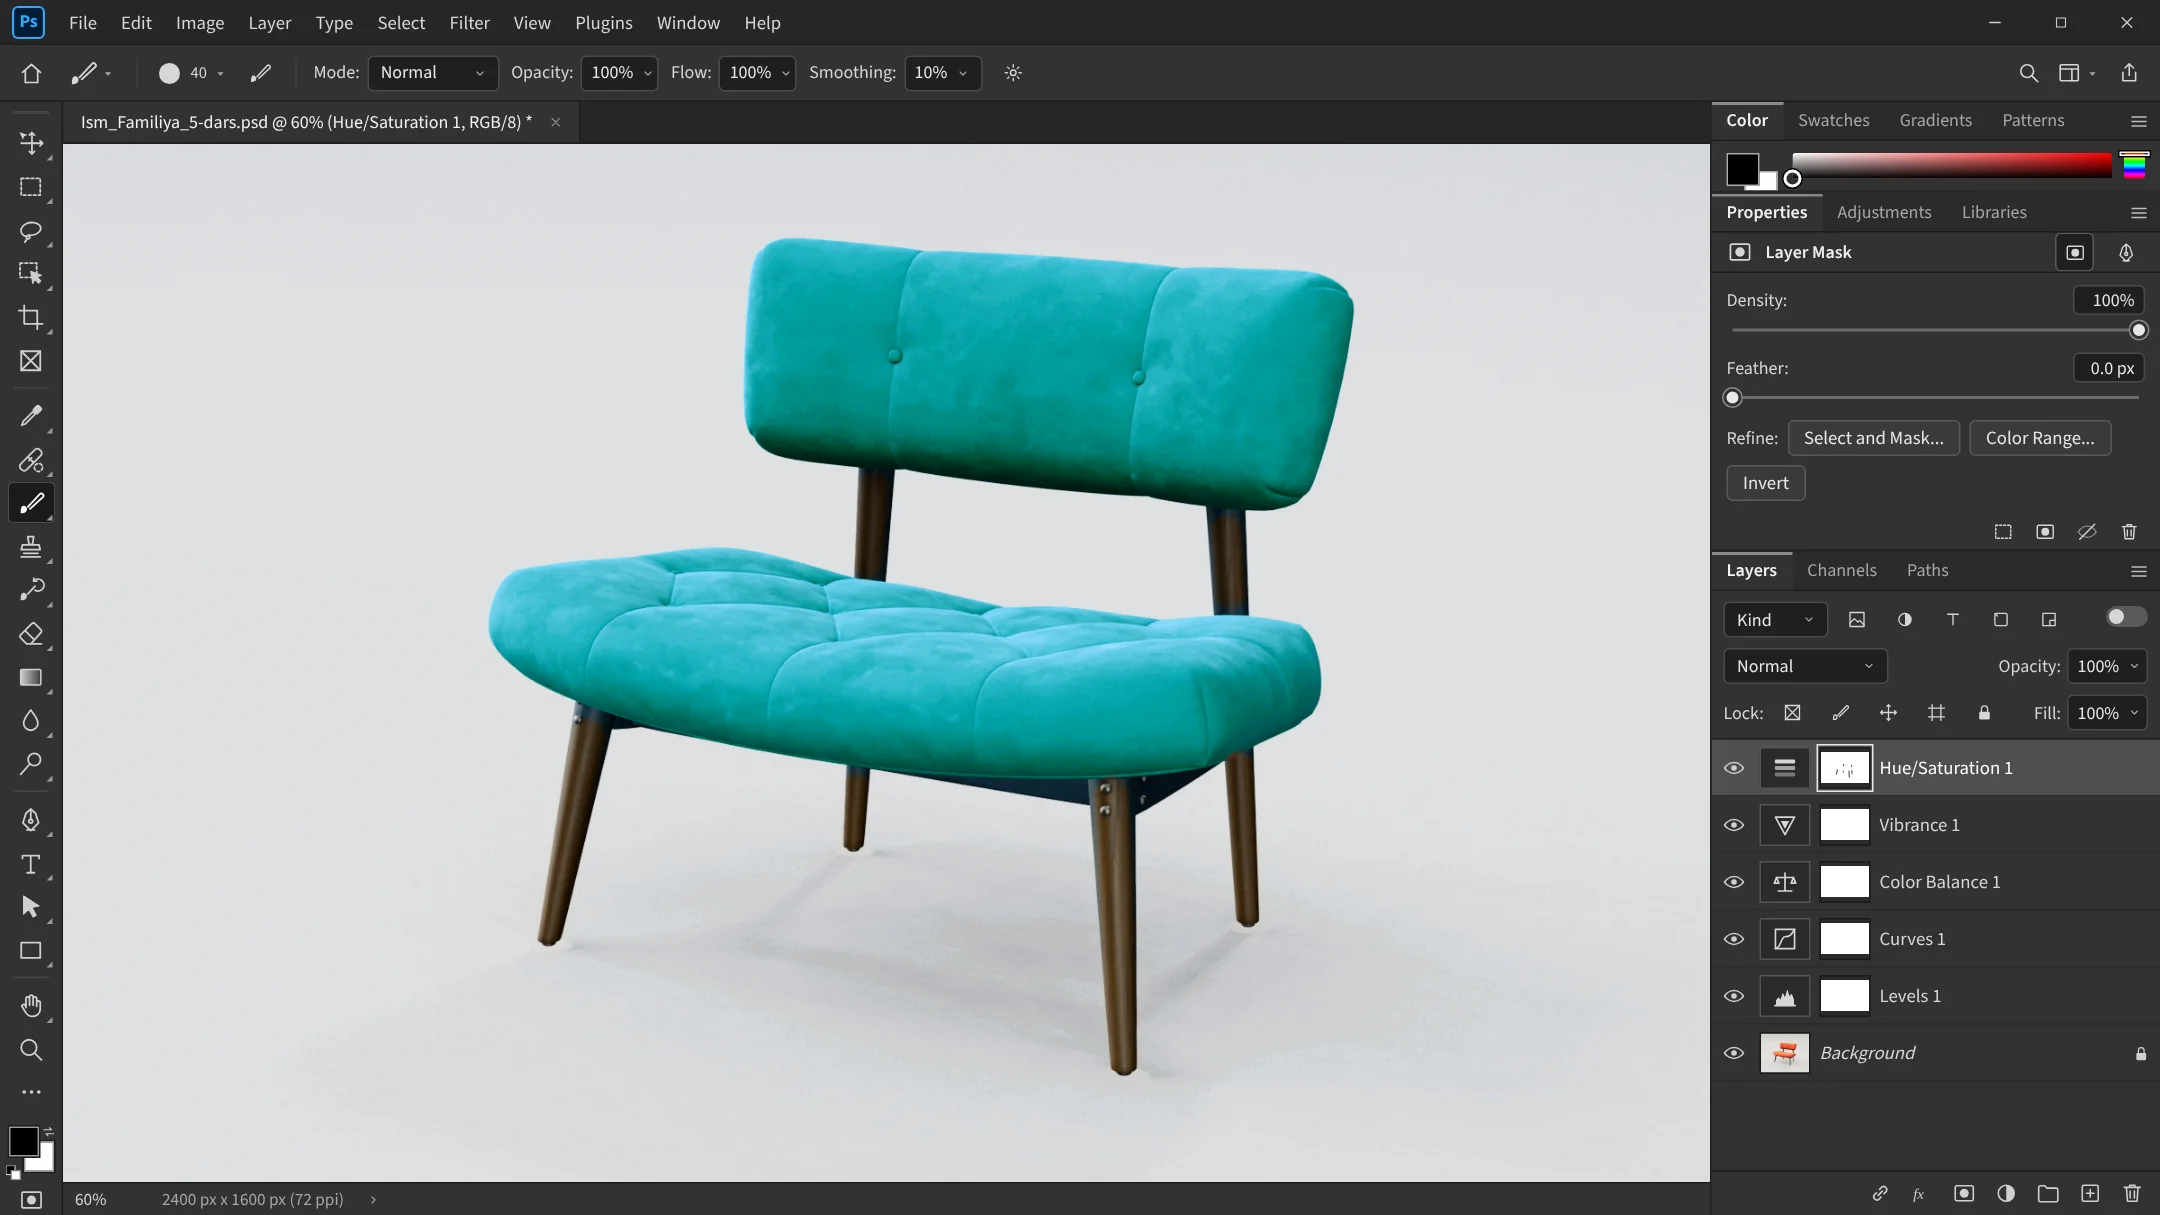 Ps File Edit Image Layer Type Select Filter View Plugins Window Help
40 Mode: Normal Opacity: 100% Flow: 100% Smoothing: 10%
Ism_Familiya_5-dars.psd @ 60% (Hue/Saturation 1, RGB/8) *
Color Swatches Gradients Patterns
Properties Adjustments Libraries
Layer Mask
Density: 100%
Feather: 0.0 px
Refine: Select and Mask... Color Range...
Invert
Layers Channels Paths
Kind
Normal Opacity: 100%
Lock: Fill: 100%
Hue/Saturation 1
Vibrance 1
Color Balance 1
Curves 1
Levels 1
Background
60% 2400 px x 1600 px (72 ppi)
fx